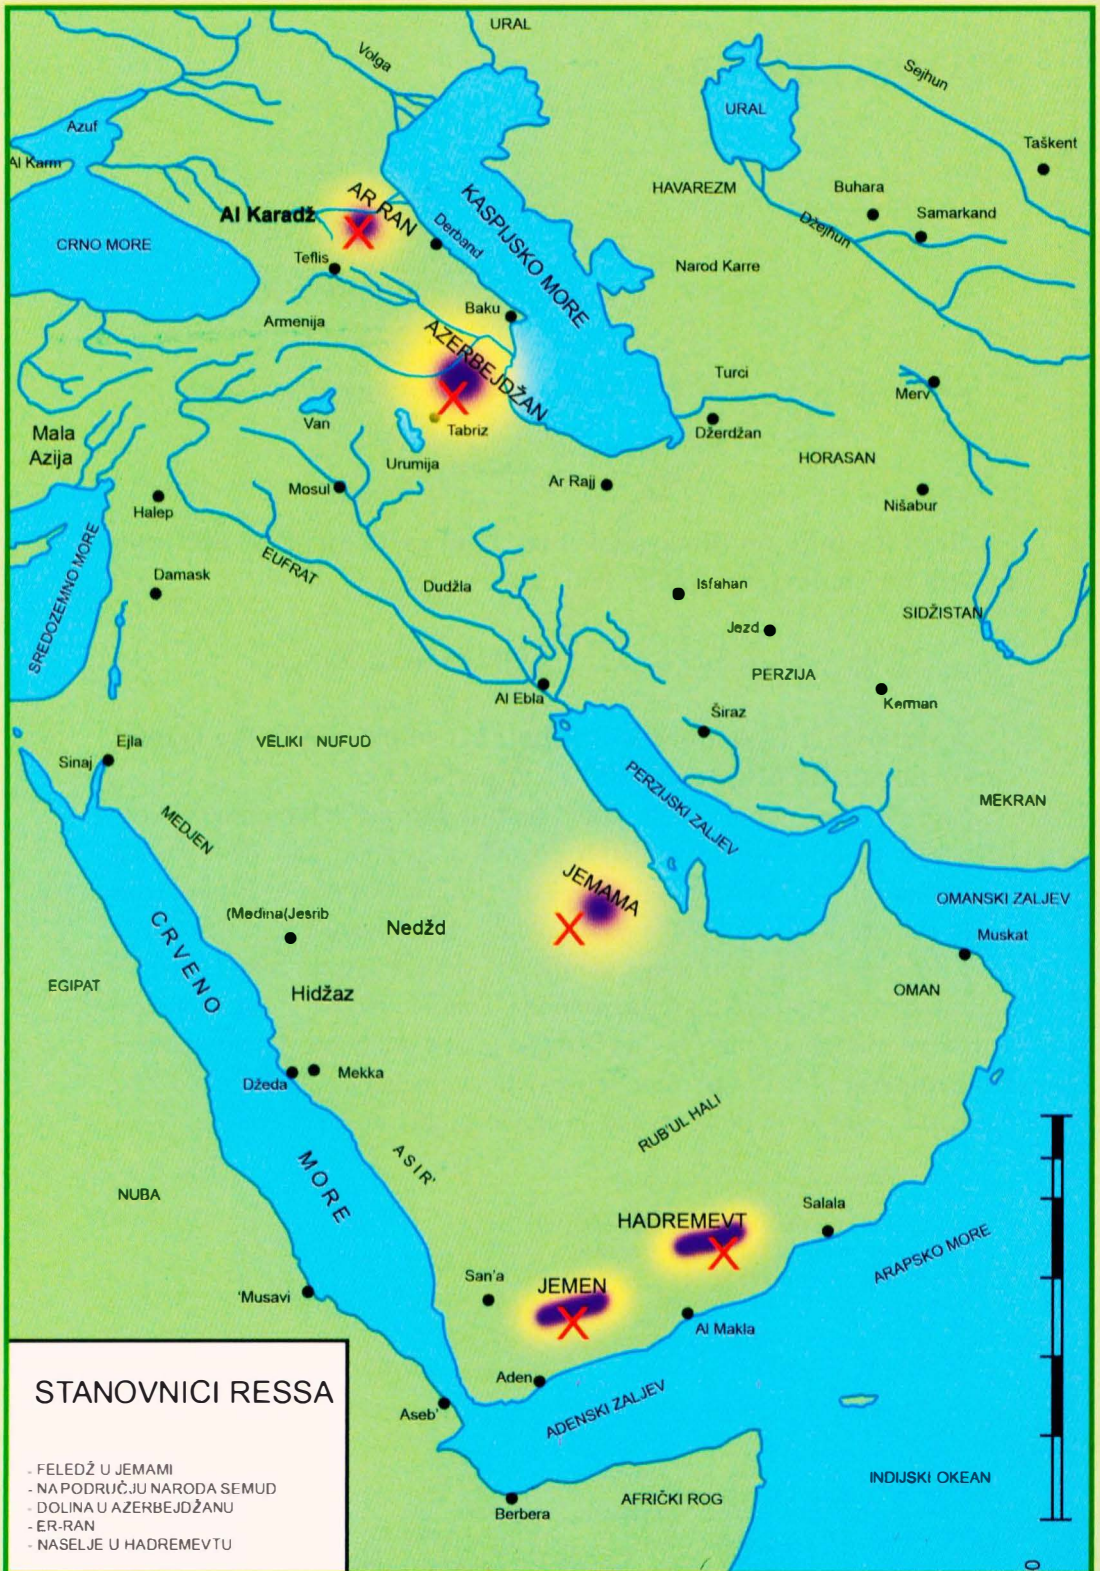 URAL
Volga
Sejhun
Azuf
URAL
Taškent
Al Karm
HAVAREZM
Buhara
AR RAN
KASPIJSKO MORE
Al Karadž
Samarkand
Derband
Džejhun
CRNO MORE
Teflis
Narod Karre
Baku
Armenija
AZERBEJDŽAN
Turci
Merv
Van
Tabriz
Džerdžan
Mala
Azija
Urumija
HORASAN
Ar Rajj
Mosul
Nišabur
Halep
SREDOZEMNO MORE
EUFRAT
Damask
Dudžla
Isfahan
SIDŽISTAN
Jezd
PERZIJA
Al Ebla
Kerman
Širaz
Ejla
VELIKI NUFUD
Sinaj
PERZIJSKI ZALJEV
MEKRAN
MEDJEN
JEMAMA
OMANSKI ZALJEV
(Medina(Jesrib
Nedžd
Muskat
CRVENO
EGIPAT
Hidžaz
OMAN
Džeda
Mekka
RUB'UL HALI
ASIR'
MORE
NUBA
Salala
HADREMEVT
ARAPSKO MORE
San'a
JEMEN
'Musavi
Al Makla
Aden
STANOVNICI RESSA
Aseb'
ADENSKI ZALJEV
- FELEDŽ U JEMAMI
- NA PODRUČJU NARODA SEMUD
- DOLINA U AZERBEJDŽANU
- ER-RAN
- NASELJE U HADREMEVTU
INDIJSKI OKEAN
AFRIČKI ROG
Berbera
0